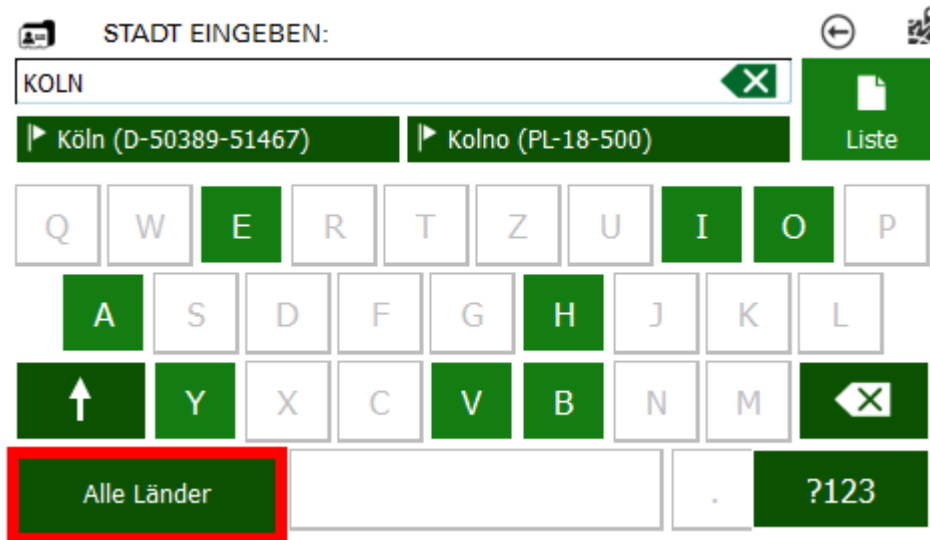 STADT EINGEBEN:
KOLN
Köln (D-50389-51467)
Kolno (PL-18-500)
Liste
Q W E R T Z U I O P
A S D F G H J K L
Y X C V B N M
Alle Länder . ?123